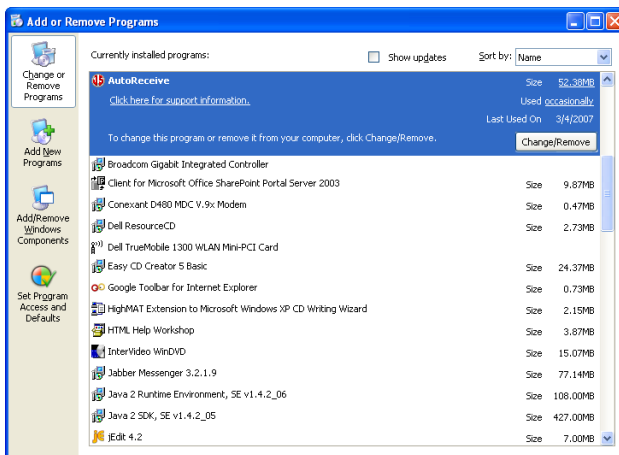 Add or Remove Programs
Change or
Remove
Programs
Add New
Programs
Add/Remove
Windows
Components
Set Program
Access and
Defaults
Currently installed programs:
Show updates
Sort by: Name
AutoReceive Size 52.38MB
Click here for support information. Used occasionally
Last Used On 3/4/2007
To change this program or remove it from your computer, click Change/Remove. Change/Remove
Broadcom Gigabit Integrated Controller
Client for Microsoft Office SharePoint Portal Server 2003 Size 9.87MB
Conexant D480 MDC V.9x Modem Size 0.47MB
Dell ResourceCD Size 2.73MB
Dell TrueMobile 1300 WLAN Mini-PCI Card
Easy CD Creator 5 Basic Size 24.37MB
Google Toolbar for Internet Explorer Size 0.73MB
HighMAT Extension to Microsoft Windows XP CD Writing Wizard Size 2.15MB
HTML Help Workshop Size 3.87MB
InterVideo WinDVD Size 15.07MB
Jabber Messenger 3.2.1.9 Size 77.14MB
Java 2 Runtime Environment, SE v1.4.2_06 Size 108.00MB
Java 2 SDK, SE v1.4.2_05 Size 427.00MB
jEdit 4.2 Size 7.00MB